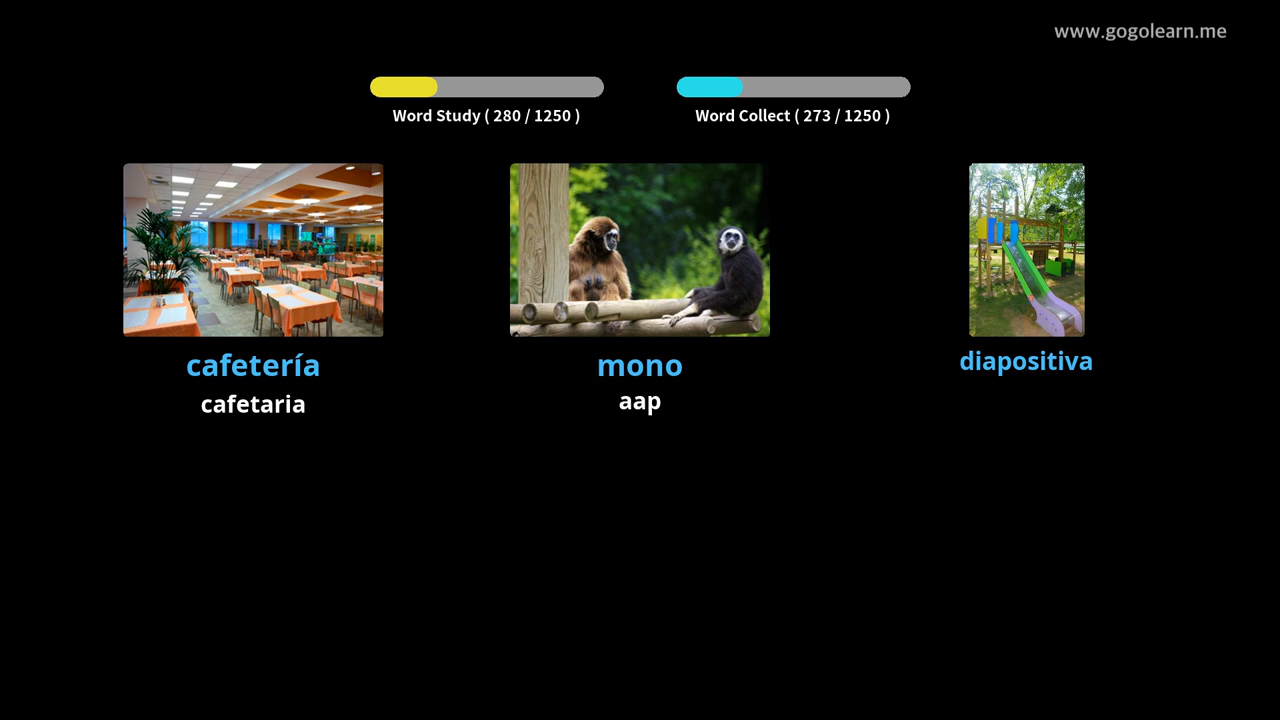 www.gogolearn.me
Word Study ( 280 / 1250 )
Word Collect ( 273 / 1250 )
cafetería
mono
diapositiva
cafetaria
aap